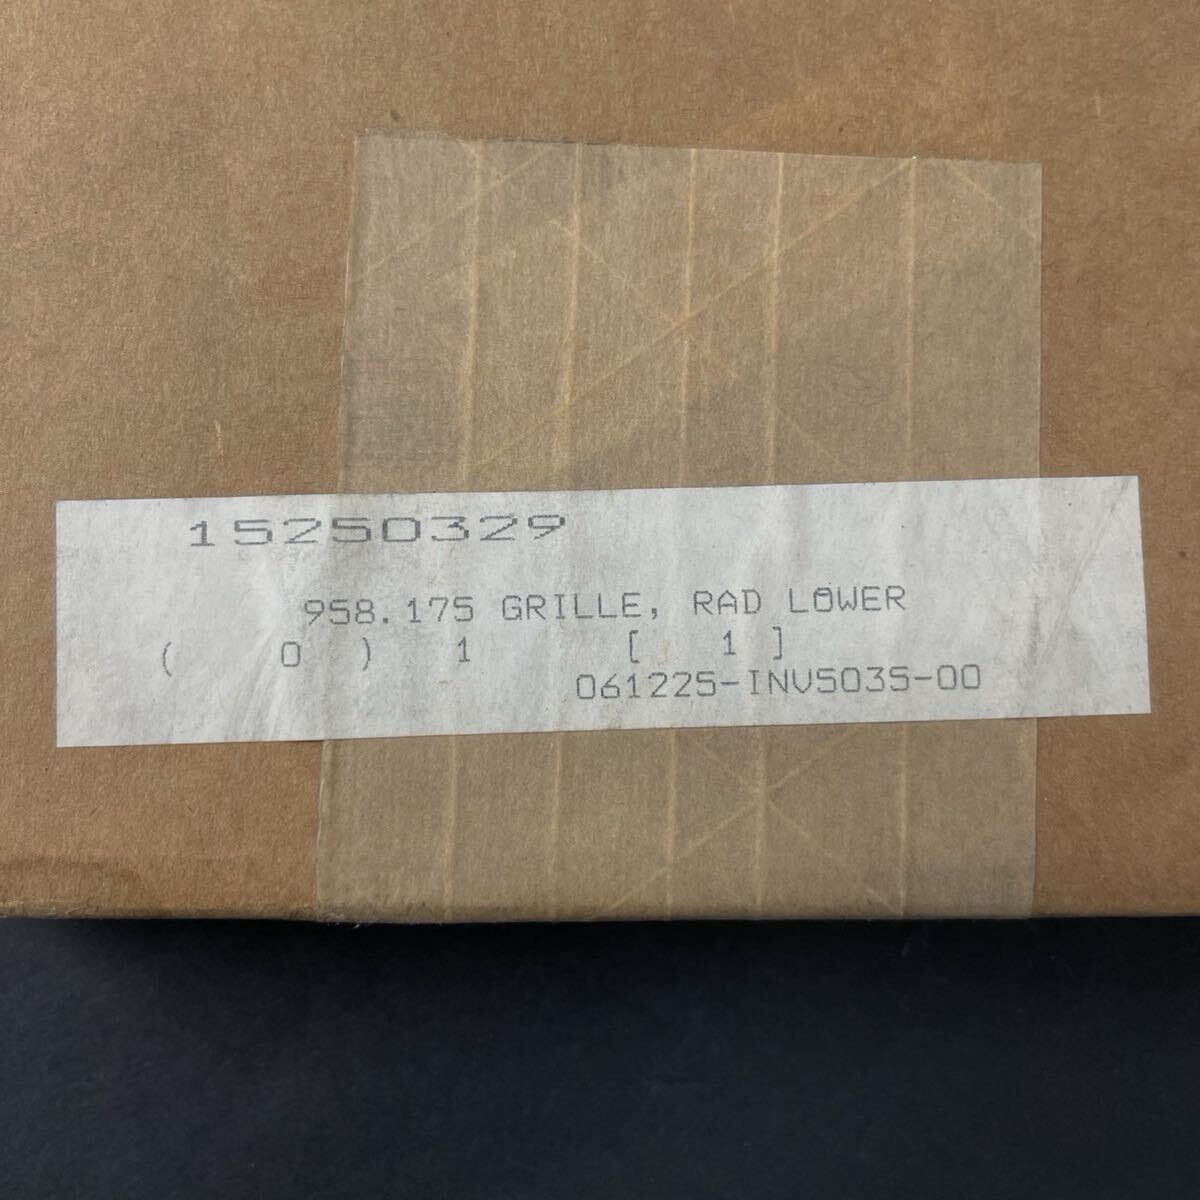 15250329
958.175 GRILLE, RAD LOWER
( 0 ) 1 [ 1 ]
061225-INV5035-00